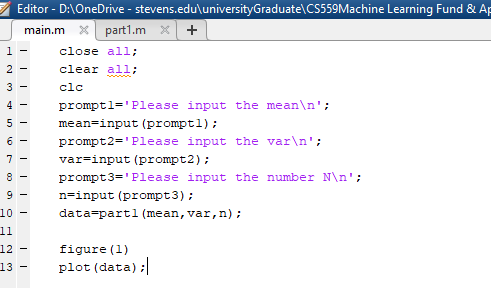 Editor - D:\OneDrive - stevens.edu\universityGraduate\CS559Machine Learning Fund & Ap
main.m × part1.m × +
1 – close all;
2 – clear all;
3 – clc
4 – prompt1='Please input the mean\n';
5 – mean=input(prompt1);
6 – prompt2='Please input the var\n';
7 – var=input(prompt2);
8 – prompt3='Please input the number N\n';
9 – n=input(prompt3);
10 – data=part1(mean,var,n);
11
12 – figure(1)
13 – plot(data);